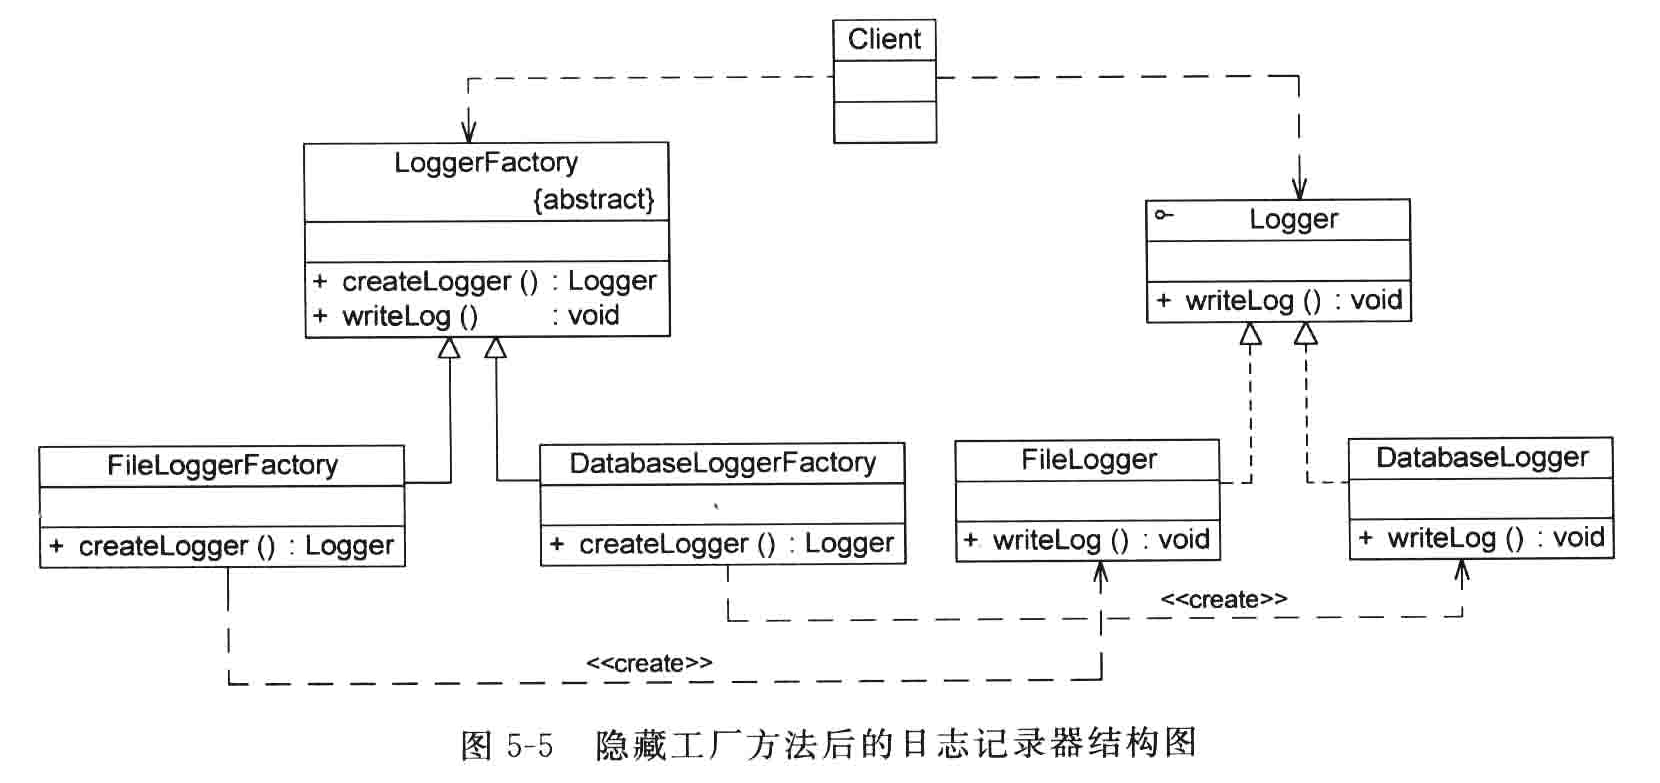 Client
LoggerFactory
{abstract}
+ createLogger () : Logger
+ writeLog () : void
Logger
+ writeLog () : void
FileLoggerFactory
+ createLogger () : Logger
DatabaseLoggerFactory
+ createLogger () : Logger
FileLogger
+ writeLog () : void
DatabaseLogger
+ writeLog () : void
<<create>>
<<create>>
图 5-5 隐藏工厂方法后的日志记录器结构图